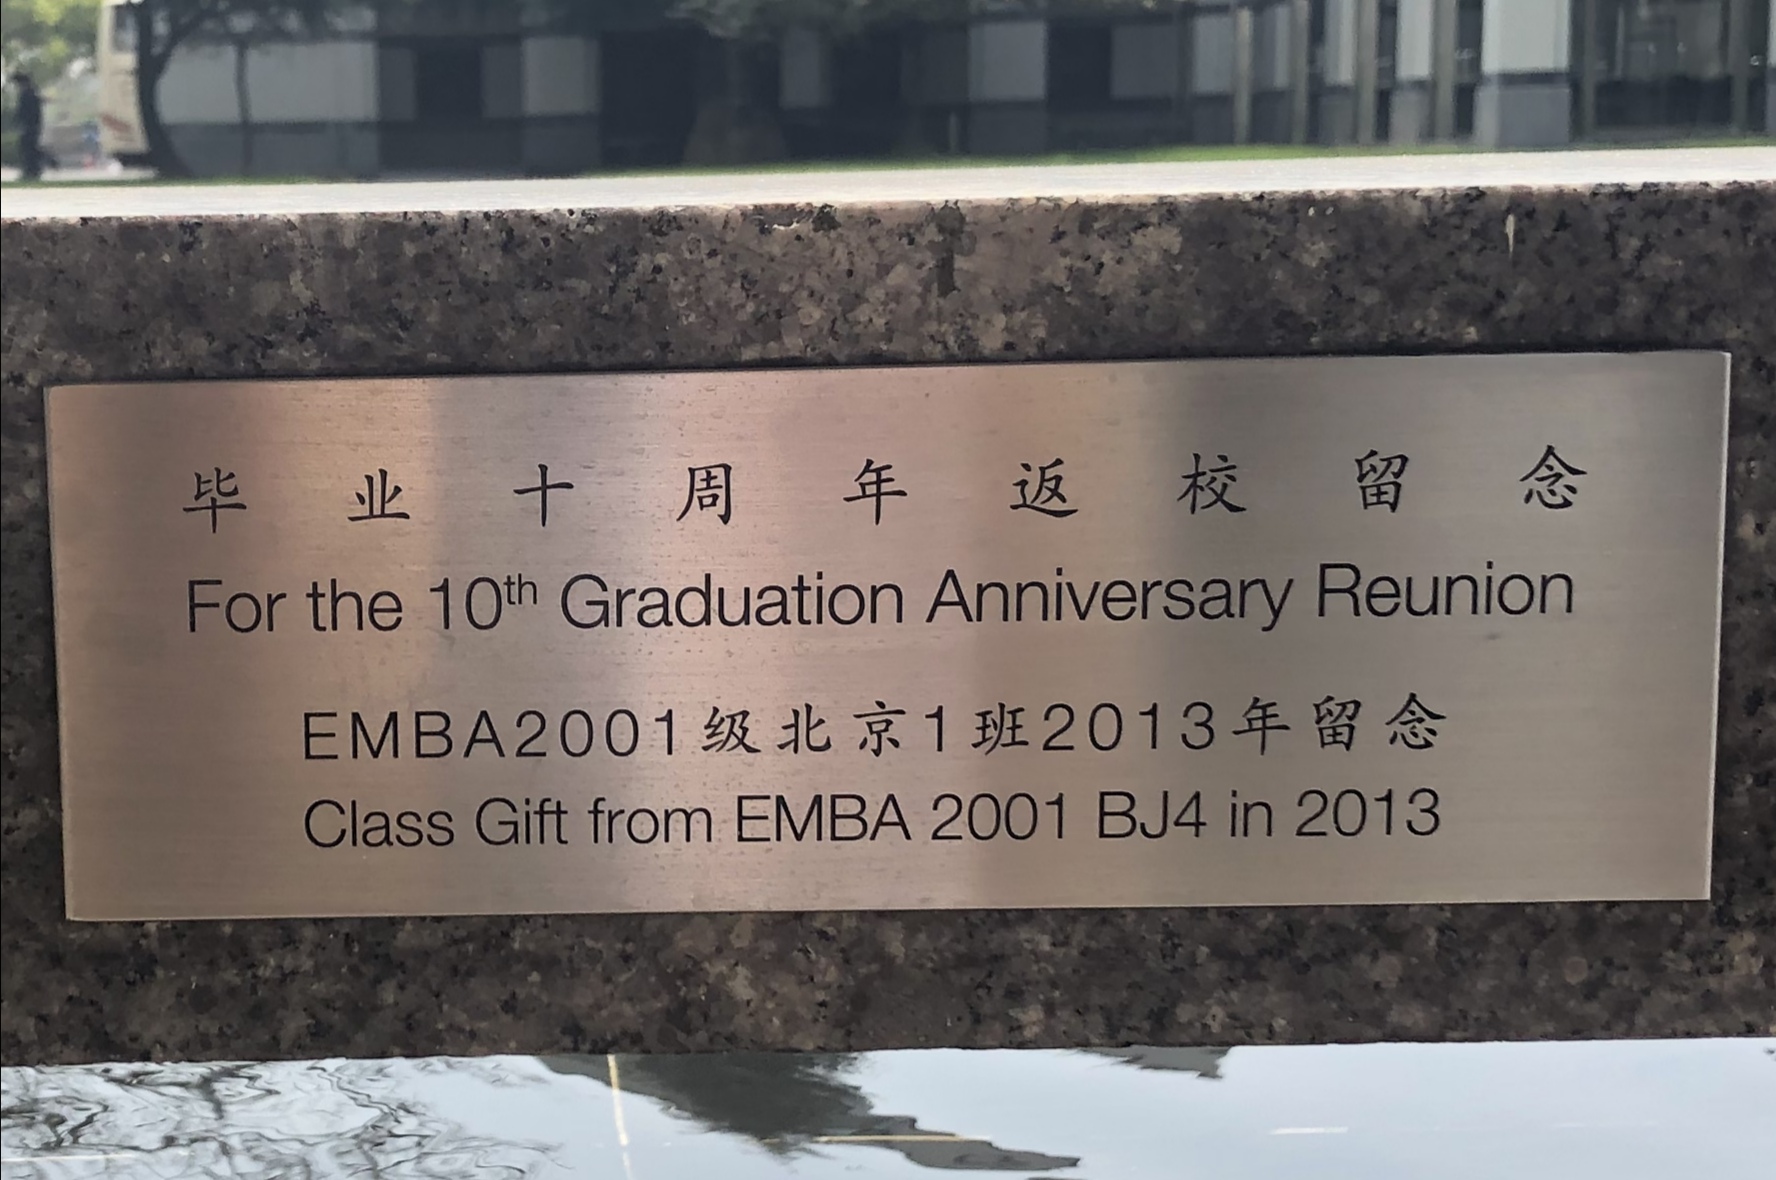 毕业十周年返校留念
For the 10th Graduation Anniversary Reunion
EMBA2001级北京1班2013年留念
Class Gift from EMBA 2001 BJ4 in 2013